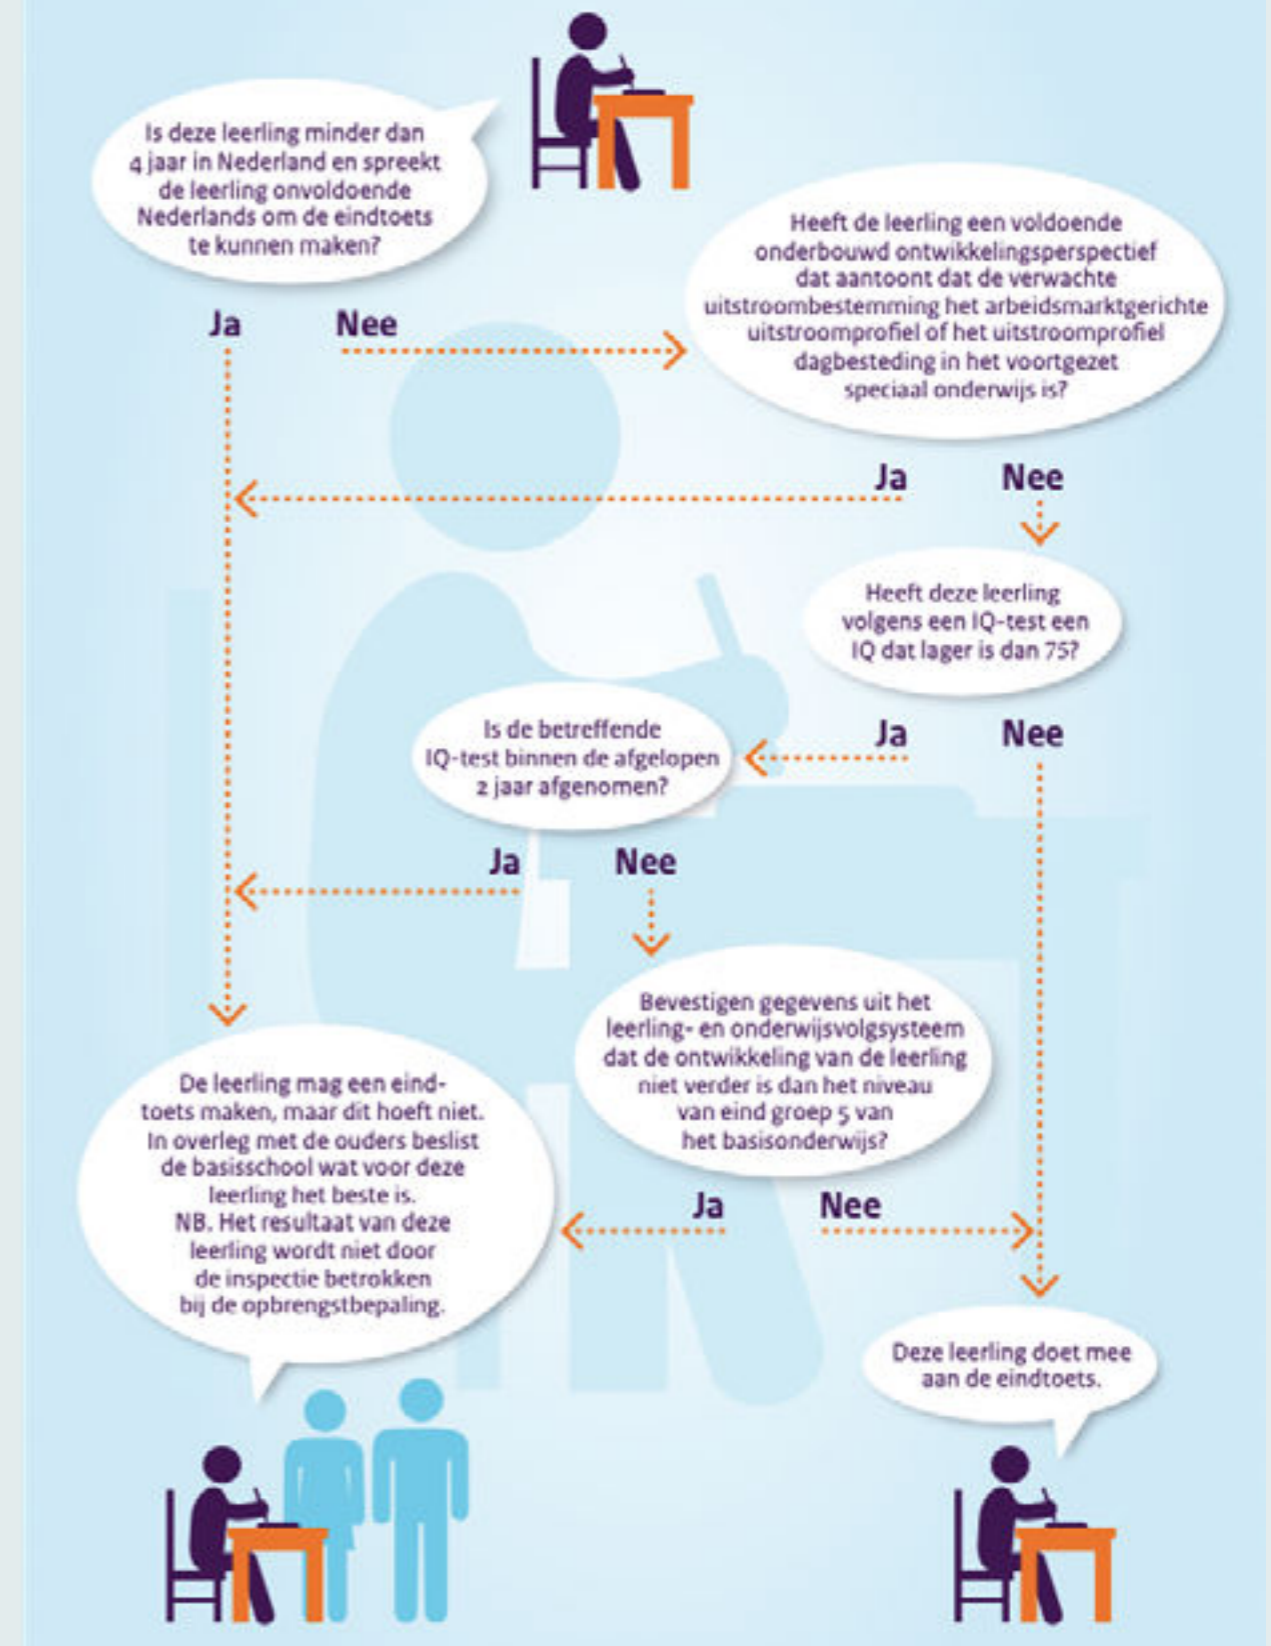 Is deze leerling minder dan
4 jaar in Nederland en spreekt
de leerling onvoldoende
Nederlands om de eindtoets
te kunnen maken?
Ja
Nee
Heeft de leerling een voldoende
onderbouwd ontwikkelingsperspectief
dat aantoont dat de verwachte
uitstroombestemming het arbeidsmarktgerichte
uitstroomprofiel of het uitstroomprofiel
dagbesteding in het voortgezet
speciaal onderwijs is?
Ja
Nee
Heeft deze leerling
volgens een IQ-test een
IQ dat lager is dan 75?
Ja
Nee
Is de betreffende
IQ-test binnen de afgelopen
2 jaar afgenomen?
Ja
Nee
Bevestigen gegevens uit het
leerling- en onderwijsvolgsysteem
dat de ontwikkeling van de leerling
niet verder is dan het niveau
van eind groep 5 van
het basisonderwijs?
Ja
Nee
De leerling mag een eind-
toets maken, maar dit hoeft niet.
In overleg met de ouders beslist
de basisschool wat voor deze
leerling het beste is.
NB. Het resultaat van deze
leerling wordt niet door
de inspectie betrokken
bij de opbrengstbepaling.
Deze leerling doet mee
aan de eindtoets.